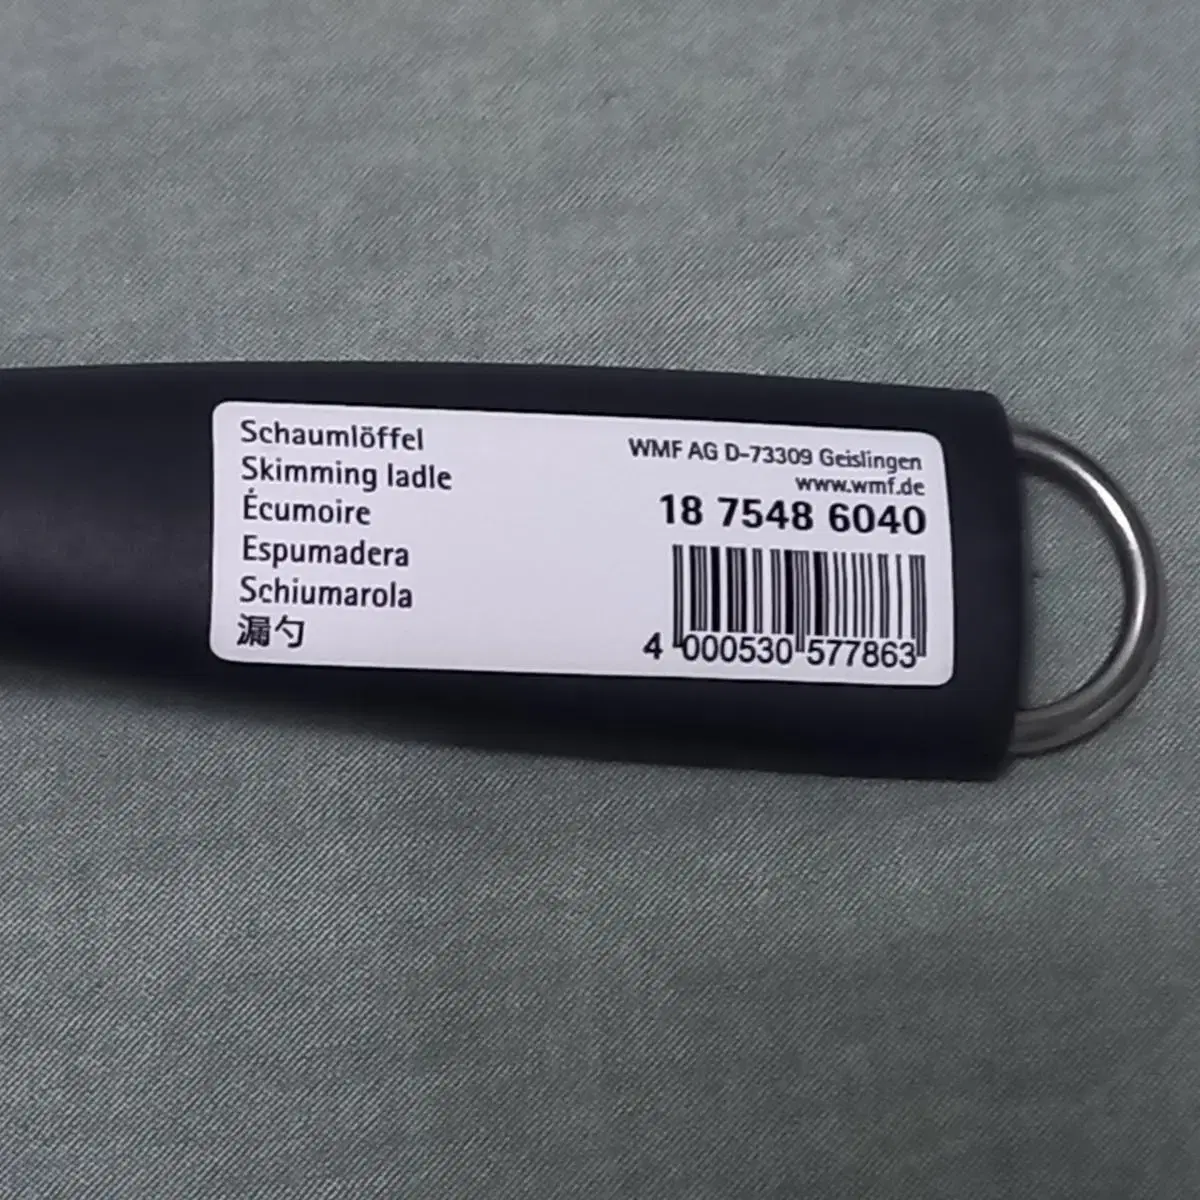 Schaumlöffel
Skimming ladle
Écumoire
Espumadera
Schiumarola
漏勺
WMF AG D-73309 Geislingen
www.wmf.de
18 7548 6040
4 000530 577863